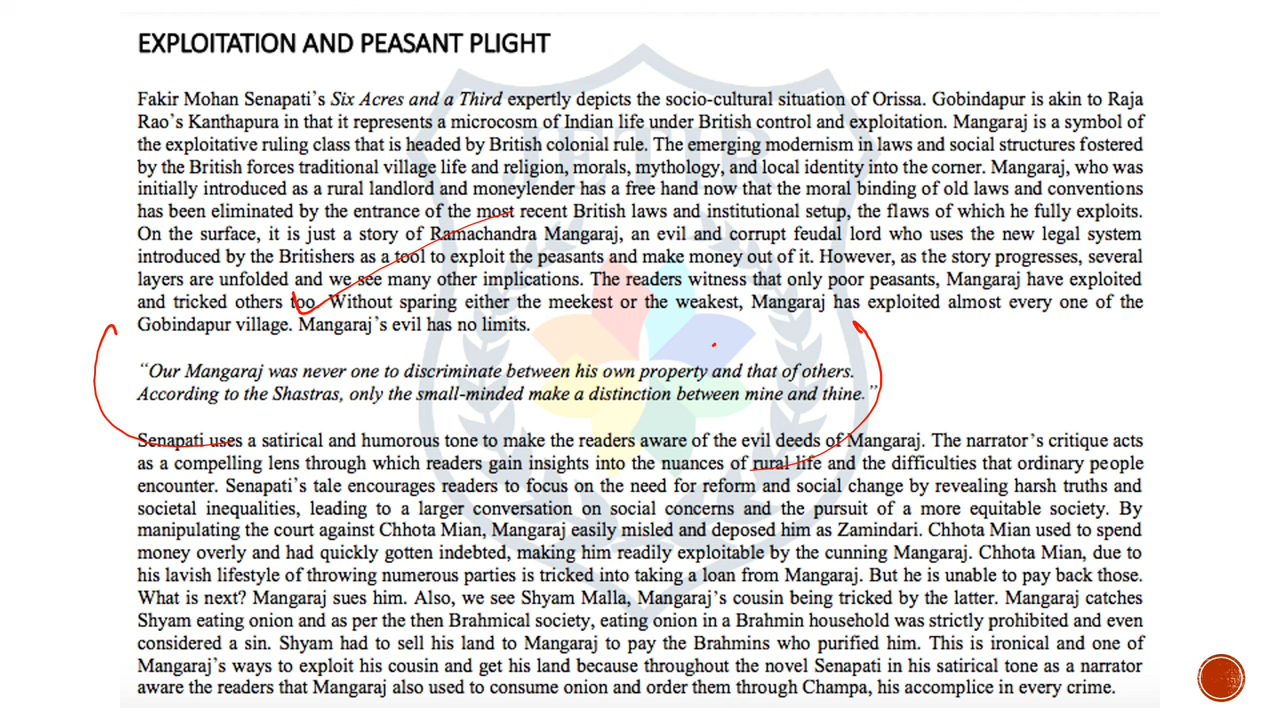 EXPLOITATION AND PEASANT PLIGHT
Fakir Mohan Senapati's Six Acres and a Third expertly depicts the socio-cultural situation of Orissa. Gobindapur is akin to Raja
Rao's Kanthapura in that it represents a microcosm of Indian life under British control and exploitation. Mangaraj is a symbol of
the exploitative ruling class that is headed by British colonial rule. The emerging modernism in laws and social structures fostered
by the British forces traditional village life and religion, morals, mythology, and local identity into the corner. Mangaraj, who was
initially introduced as a rural landlord and moneylender has a free hand now that the moral binding of old laws and conventions
has been eliminated by the entrance of the most recent British laws and institutional setup, the flaws of which he fully exploits.
On the surface, it is just a story of Ramachandra Mangaraj, an evil and corrupt feudal lord who uses the new legal system
introduced by the Britishers as a tool to exploit the peasants and make money out of it. However, as the story progresses, several
layers are unfolded and we see many other implications. The readers witness that only poor peasants, Mangaraj have exploited
and tricked others too. Without sparing either the meekest or the weakest, Mangaraj has exploited almost every one of the
Gobindapur village. Mangaraj's evil has no limits.
"Our Mangaraj was never one to discriminate between his own property and that of others.
According to the Shastras, only the small-minded make a distinction between mine and thine."
Senapati uses a satirical and humorous tone to make the readers aware of the evil deeds of Mangaraj. The narrator's critique acts
as a compelling lens through which readers gain insights into the nuances of rural life and the difficulties that ordinary people
encounter. Senapati's tale encourages readers to focus on the need for reform and social change by revealing harsh truths and
societal inequalities, leading to a larger conversation on social concerns and the pursuit of a more equitable society. By
manipulating the court against Chhota Mian, Mangaraj easily misled and deposed him as Zamindari. Chhota Mian used to spend
money overly and had quickly gotten indebted, making him readily exploitable by the cunning Mangaraj. Chhota Mian, due to
his lavish lifestyle of throwing numerous parties is tricked into taking a loan from Mangaraj. But he is unable to pay back those.
What is next? Mangaraj sues him. Also, we see Shyam Malla, Mangaraj's cousin being tricked by the latter. Mangaraj catches
Shyam eating onion and as per the then Brahmical society, eating onion in a Brahmin household was strictly prohibited and even
considered a sin. Shyam had to sell his land to Mangaraj to pay the Brahmins who purified him. This is ironical and one of
Mangaraj's ways to exploit his cousin and get his land because throughout the novel Senapati in his satirical tone as a narrator
aware the readers that Mangaraj also used to consume onion and order them through Champa, his accomplice in every crime.
JETIR